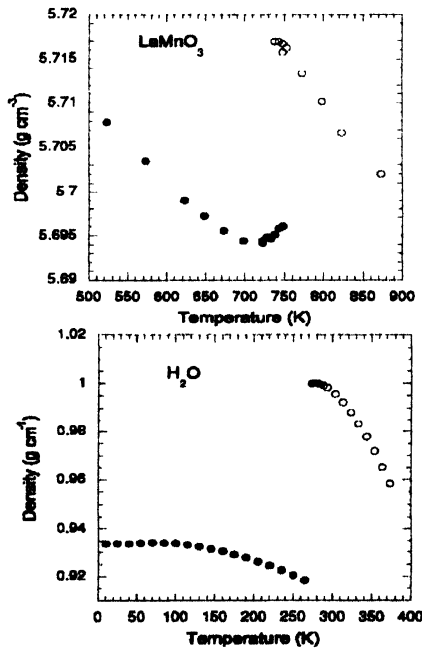 5.72
5.715
5.71
5.705
5.7
5.695
5.69
LaMnO3
Density (g cm-3)
500 550 600 650 700 750 800 850 900
Temperature (K)
1.02
1
0.98
0.96
0.94
0.92
H2O
Density (g cm-1)
0 50 100 150 200 250 300 350 400
Temperature (K)